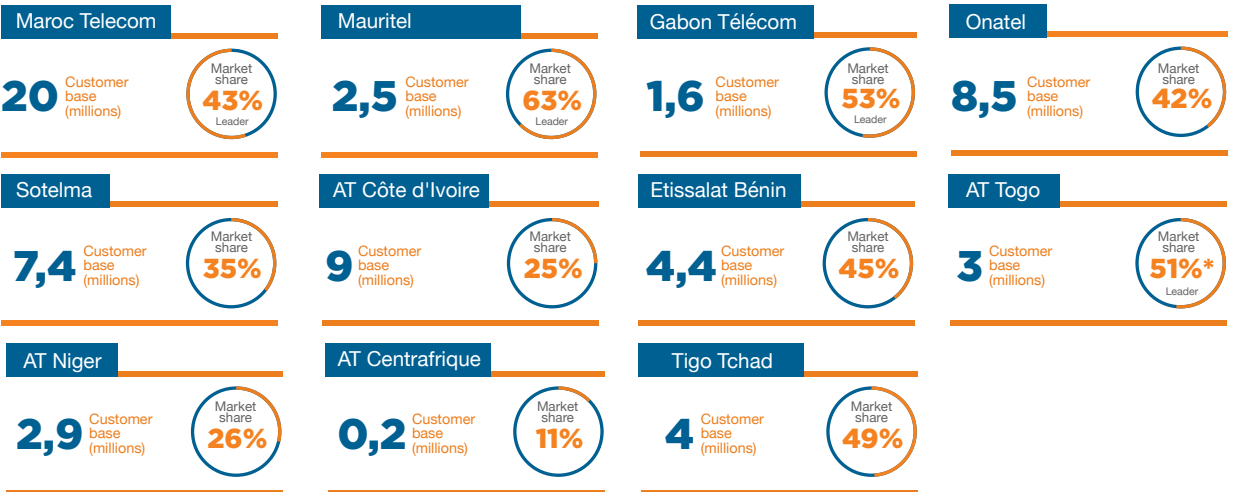 Maroc Telecom
20
Customer
base
(millions)
Market
share
43%
Leader
Mauritel
2,5
Customer
base
(millions)
Market
share
63%
Leader
Gabon Télécom
1,6
Customer
base
(millions)
Market
share
53%
Leader
Onatel
8,5
Customer
base
(millions)
Market
share
42%
Sotelma
7,4
Customer
base
(millions)
Market
share
35%
AT Côte d'Ivoire
9
Customer
base
(millions)
Market
share
25%
Etissalat Bénin
4,4
Customer
base
(millions)
Market
share
45%
AT Togo
3
Customer
base
(millions)
Market
share
51%*
Leader
AT Niger
2,9
Customer
base
(millions)
Market
share
26%
AT Centrafrique
0,2
Customer
base
(millions)
Market
share
11%
Tigo Tchad
4
Customer
base
(millions)
Market
share
49%